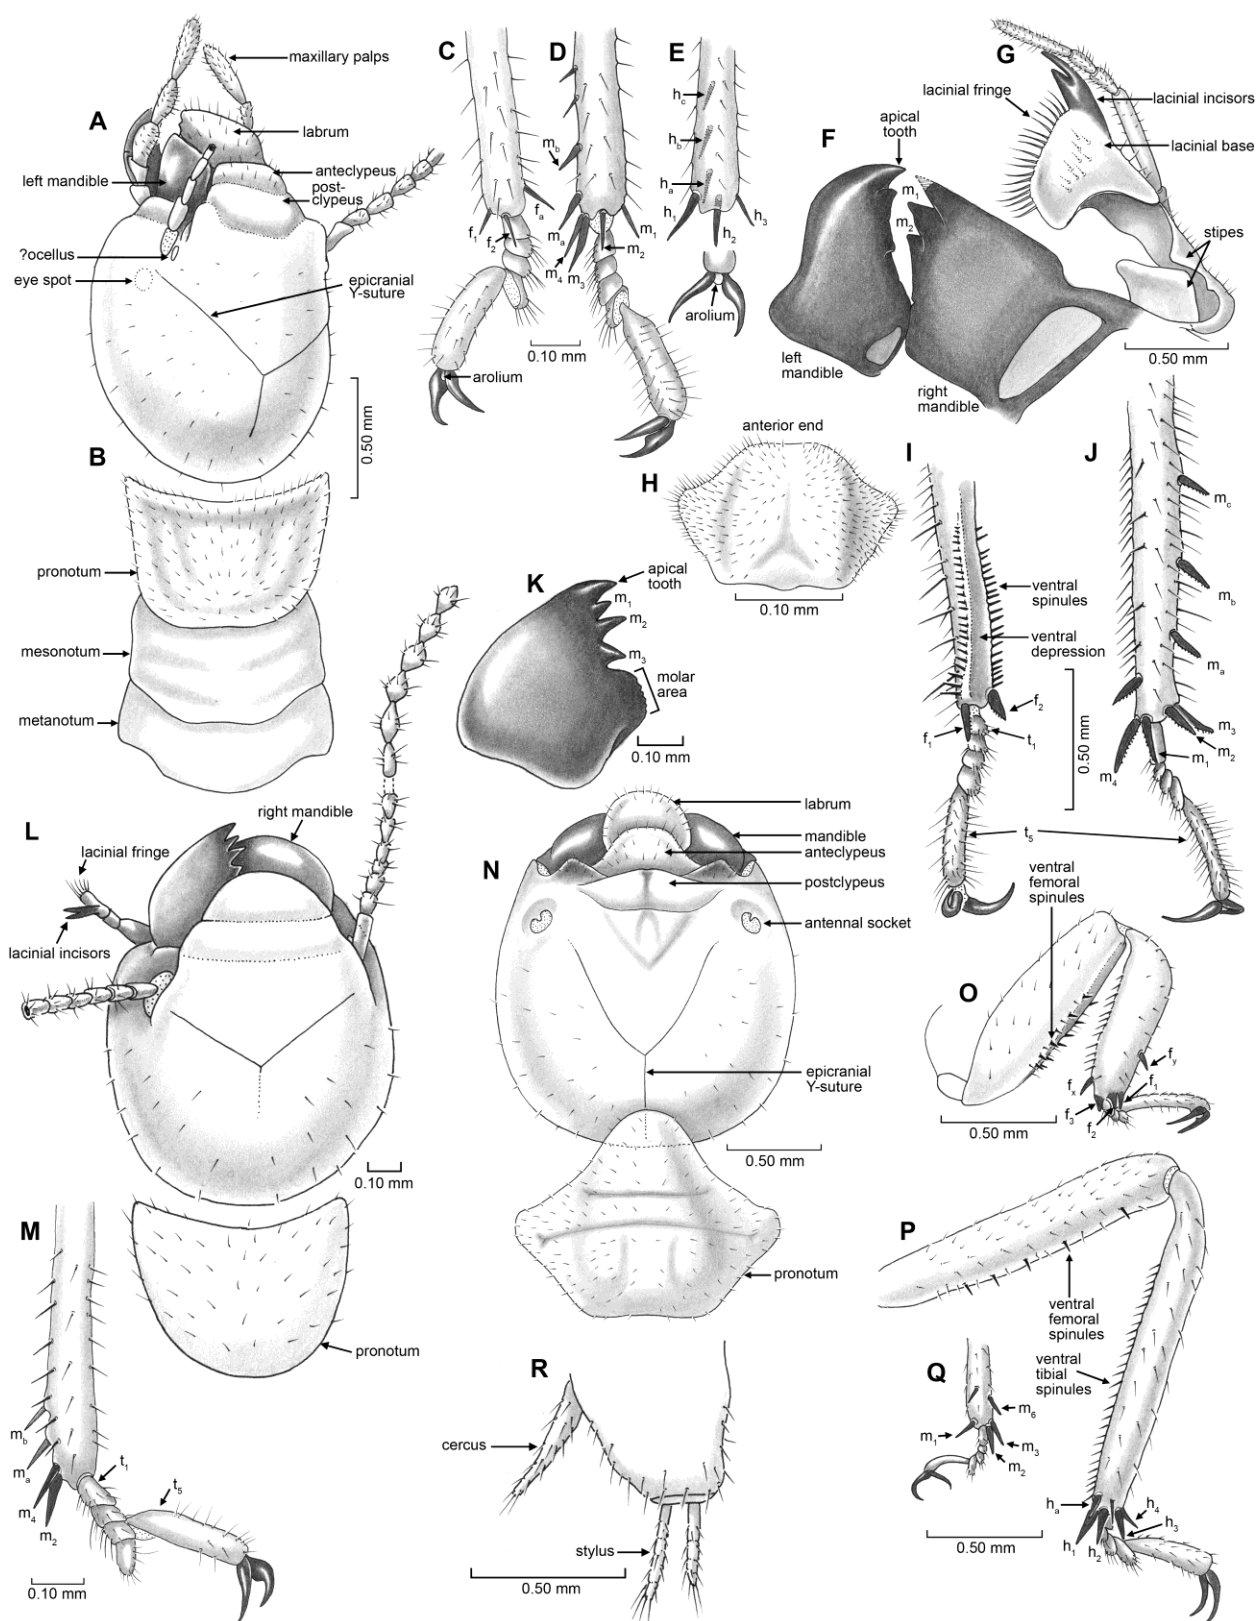 A
maxillary palps
labrum
left mandible
anteclypeus
post-
clypeus
?ocellus
eye spot
epicranial
Y-suture
0.50 mm
B
pronotum
mesonotum
metanotum
C
f1
f2
fa
arolium
0.10 mm
D
mb
ma
m4
m3
m1
m2
E
hc
hb
ha
h1
h2
h3
arolium
F
apical
tooth
m1
m2
left
mandible
right
mandible
G
lacinial fringe
lacinial incisors
lacinial base
stipes
0.50 mm
H
anterior end
0.10 mm
I
ventral
spinules
ventral
depression
f1
f2
t1
0.50 mm
t5
J
mc
mb
ma
m3
m2
m1
m4
K
apical
tooth
m1
m2
m3
molar
area
0.10 mm
L
right mandible
lacinial fringe
lacinial incisors
0.10 mm
pronotum
M
mb
ma
m4
m2
t1
t5
0.10 mm
N
labrum
mandible
anteclypeus
postclypeus
antennal socket
epicranial
Y-suture
0.50 mm
pronotum
O
ventral
femoral
spinules
fx
fy
f3
f2
f1
0.50 mm
P
ventral
femoral
spinules
ventral
tibial
spinules
ha
h1
h2
h4
h3
Q
m6
m1
m3
m2
0.50 mm
R
cercus
stylus
0.50 mm